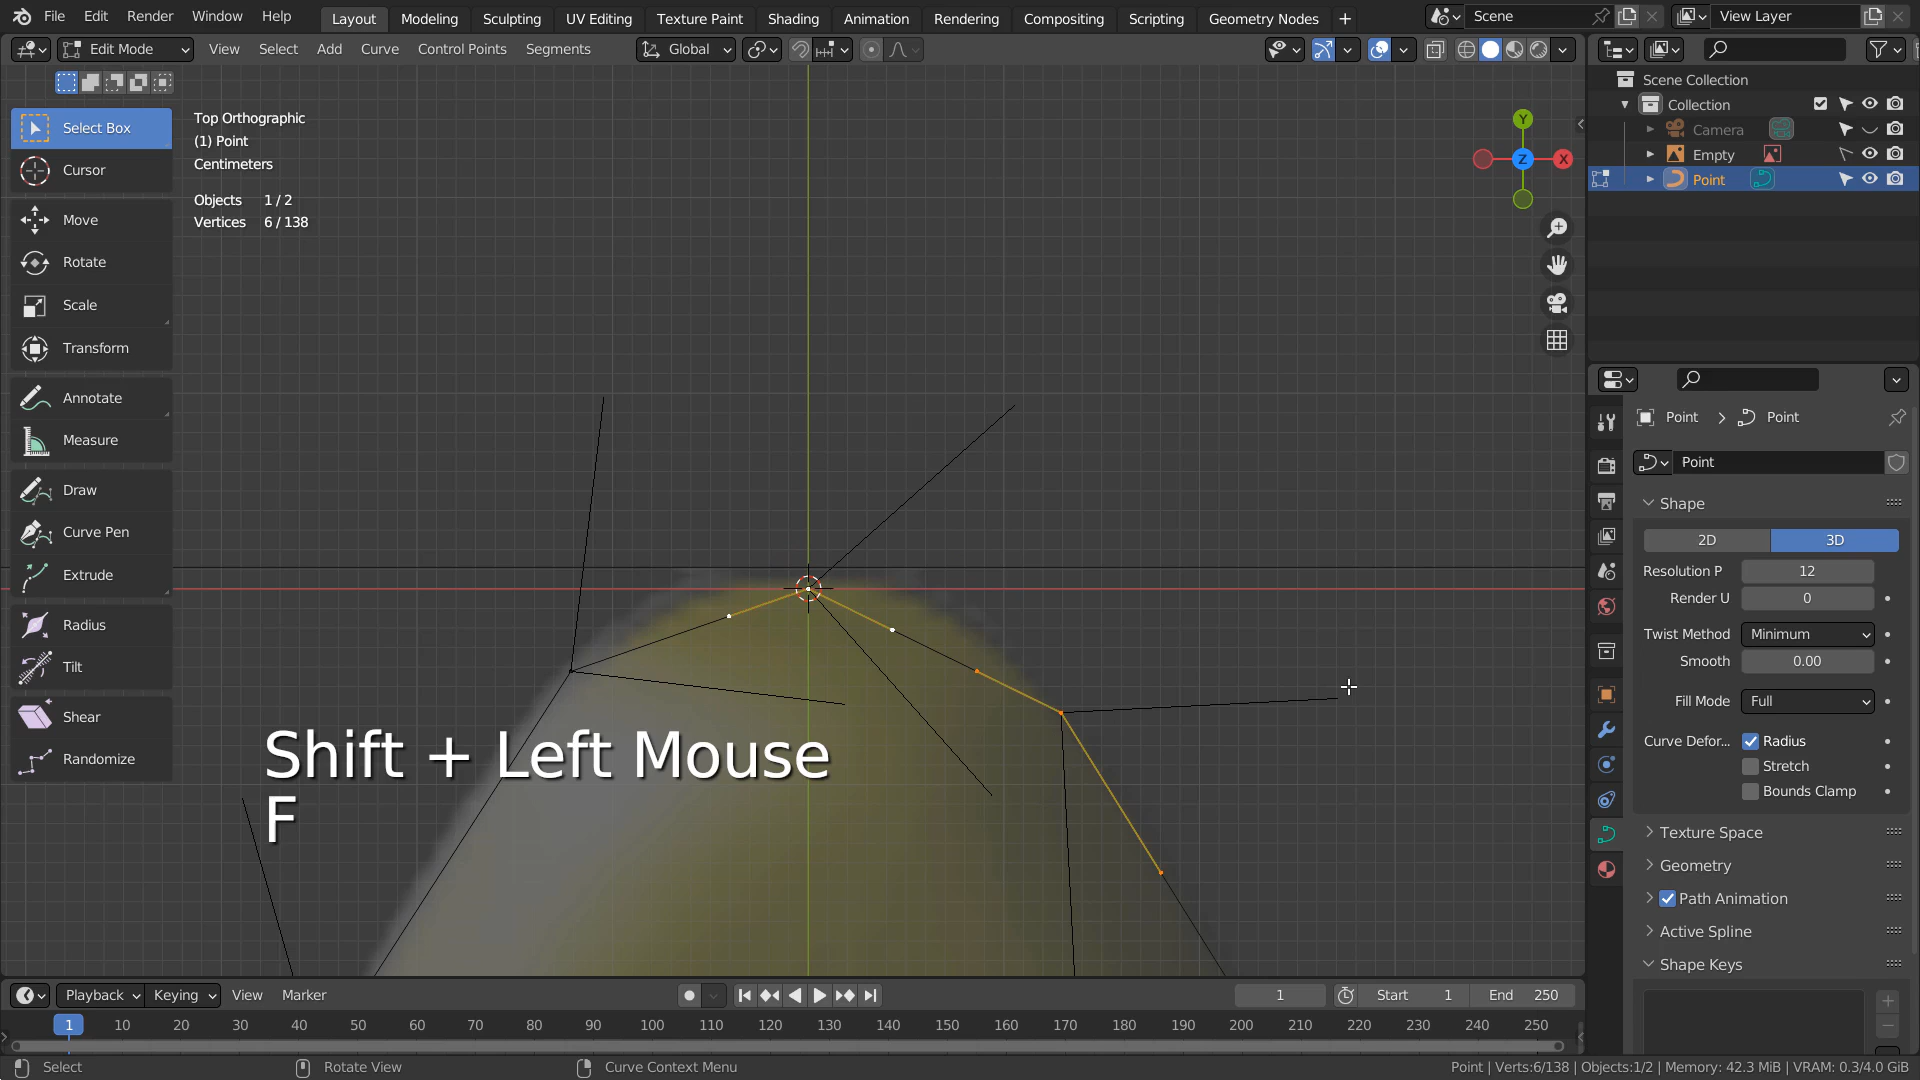 File Edit Render Window Help Layout Modeling Sculpting UV Editing Texture Paint Shading Animation Rendering Compositing Scripting Geometry Nodes + Scene View Layer
Edit Mode View Select Add Curve Control Points Segments Global
Scene Collection
Collection
Camera
Empty
Point
Select Box
Cursor
Move
Rotate
Scale
Transform
Annotate
Measure
Draw
Curve Pen
Extrude
Radius
Tilt
Shear
Randomize
Top Orthographic
(1) Point
Centimeters
Objects 1 / 2
Vertices 6 / 138
Y
Z X
Shift + Left Mouse
F
Point > Point
Point
Shape
2D 3D
Resolution P 12
Render U 0
Twist Method Minimum
Smooth 0.00
Fill Mode Full
Curve Defor... Radius
Stretch
Bounds Clamp
Texture Space
Geometry
Path Animation
Active Spline
Shape Keys
Playback Keying View Marker 1 Start 1 End 250
1 10 20 30 40 50 60 70 80 90 100 110 120 130 140 150 160 170 180 190 200 210 220 230 240 250
Select Rotate View Curve Context Menu Point | Verts:6/138 | Objects:1/2 | Memory: 42.3 MiB | VRAM: 0.3/4.0 GiB